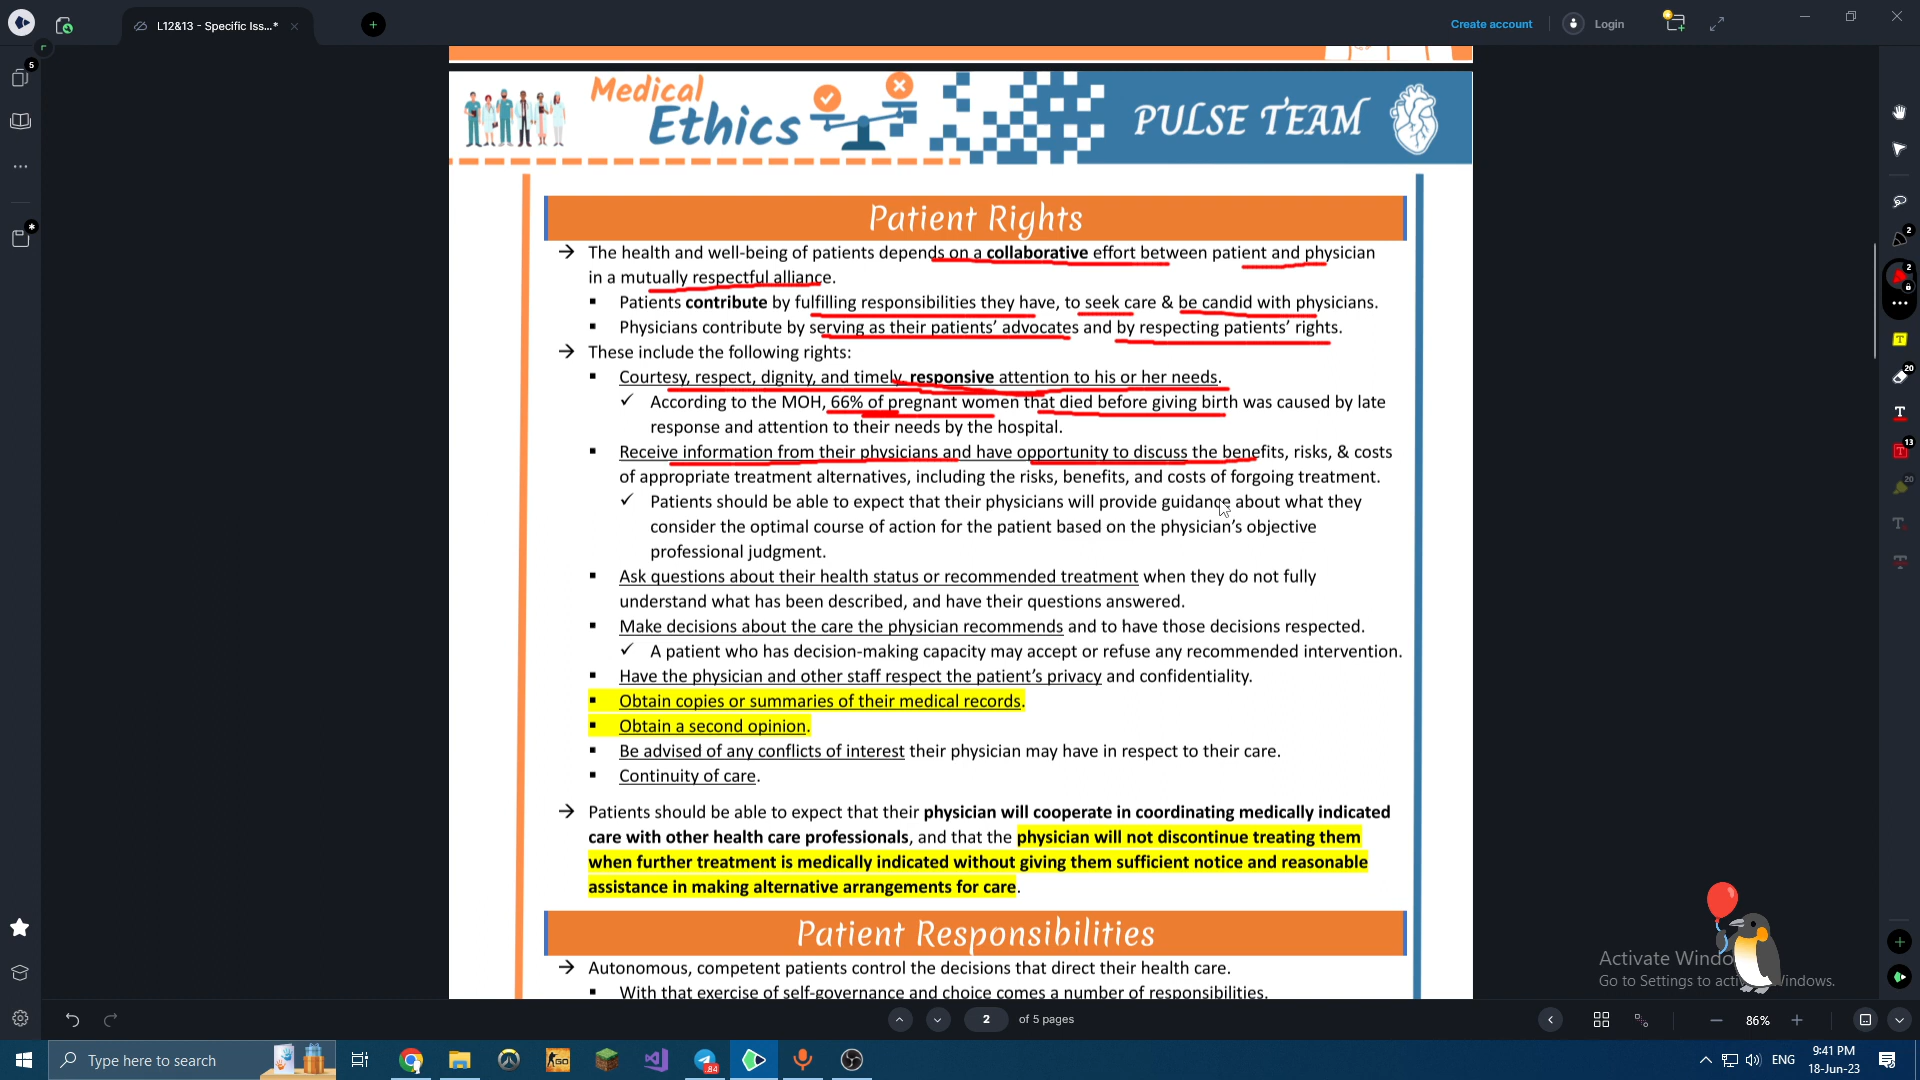 L12&13 - Specific Iss...*
Create account
Login
5
Medical
Ethics
PULSE TEAM
Patient Rights
→ The health and well-being of patients depends on a collaborative effort between patient and physician
in a mutually respectful alliance.
▪ Patients contribute by fulfilling responsibilities they have, to seek care & be candid with physicians.
▪ Physicians contribute by serving as their patients' advocates and by respecting patients' rights.
→ These include the following rights:
▪ Courtesy, respect, dignity, and timely, responsive attention to his or her needs.
✓ According to the MOH, 66% of pregnant women that died before giving birth was caused by late
response and attention to their needs by the hospital.
▪ Receive information from their physicians and have opportunity to discuss the benefits, risks, & costs
of appropriate treatment alternatives, including the risks, benefits, and costs of forgoing treatment.
✓ Patients should be able to expect that their physicians will provide guidance about what they
consider the optimal course of action for the patient based on the physician's objective
professional judgment.
▪ Ask questions about their health status or recommended treatment when they do not fully
understand what has been described, and have their questions answered.
▪ Make decisions about the care the physician recommends and to have those decisions respected.
✓ A patient who has decision-making capacity may accept or refuse any recommended intervention.
▪ Have the physician and other staff respect the patient's privacy and confidentiality.
▪ Obtain copies or summaries of their medical records.
▪ Obtain a second opinion.
▪ Be advised of any conflicts of interest their physician may have in respect to their care.
▪ Continuity of care.
→ Patients should be able to expect that their physician will cooperate in coordinating medically indicated
care with other health care professionals, and that the physician will not discontinue treating them
when further treatment is medically indicated without giving them sufficient notice and reasonable
assistance in making alternative arrangements for care.
Patient Responsibilities
→ Autonomous, competent patients control the decisions that direct their health care.
▪ With that exercise of self-governance and choice comes a number of responsibilities.
2
2
T
20
T
13
T
20
T
T
Activate Windo
Go to Settings to acti indows.
2 of 5 pages
86%
Type here to search
GO
84
ENG
9:41 PM
18-Jun-23